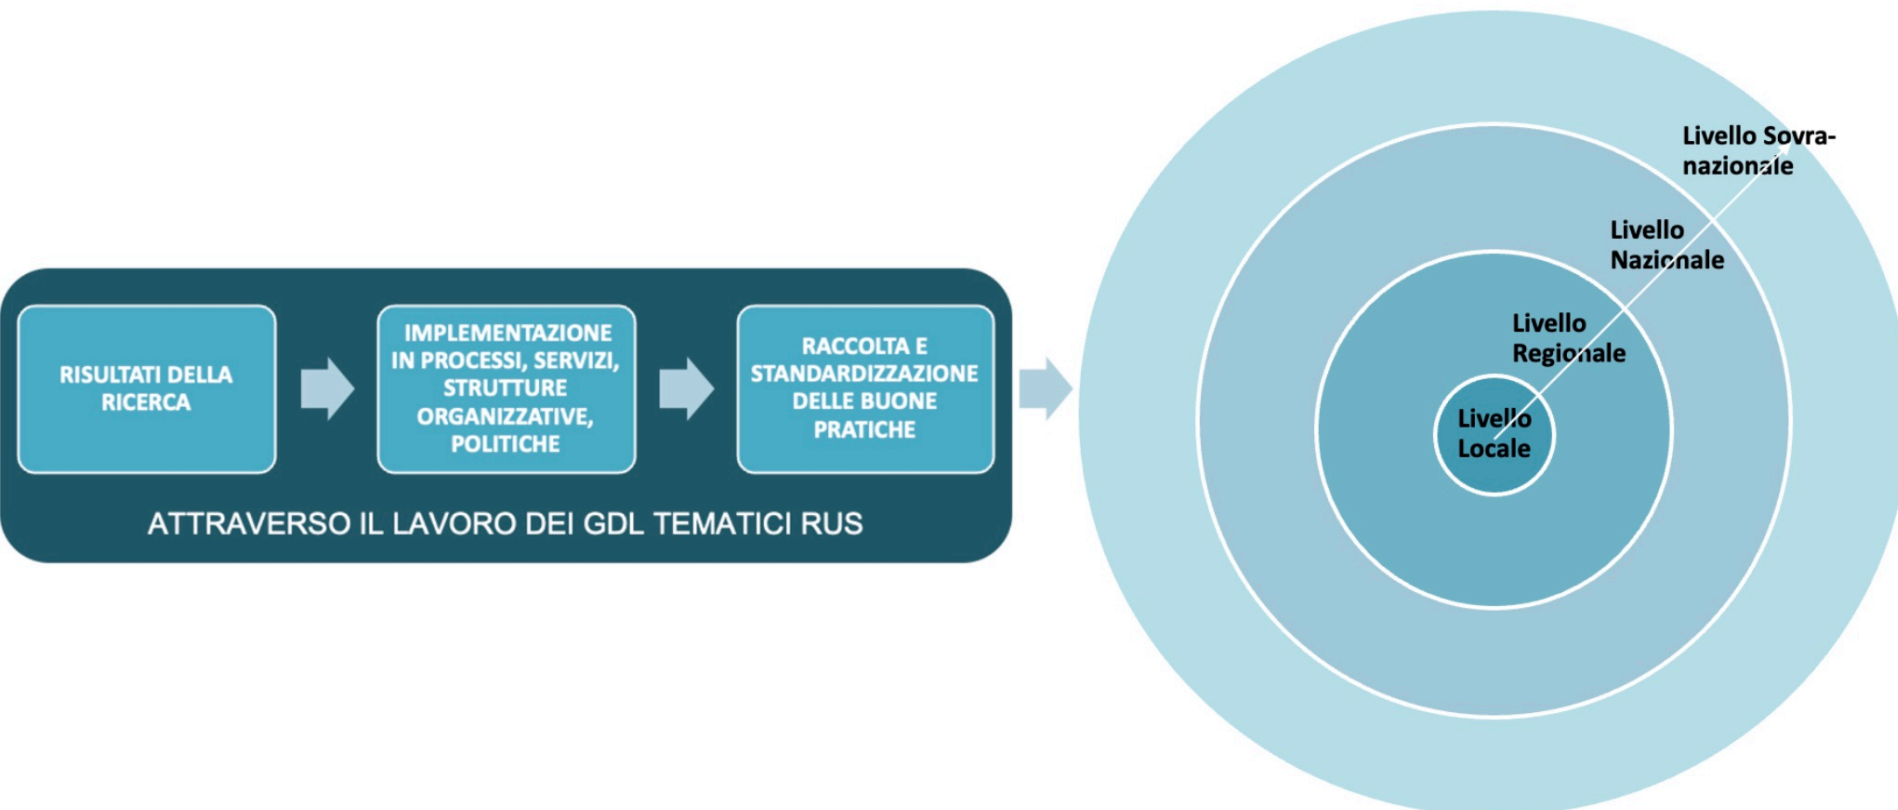 RISULTATI DELLA
RICERCA
IMPLEMENTAZIONE
IN PROCESSI, SERVIZI,
STRUTTURE
ORGANIZZATIVE,
POLITICHE
RACCOLTA E
STANDARDIZZAZIONE
DELLE BUONE
PRATICHE
ATTRAVERSO IL LAVORO DEI GDL TEMATICI RUS
Livello Sovra-
nazionale
Livello
Nazionale
Livello
Regionale
Livello
Locale